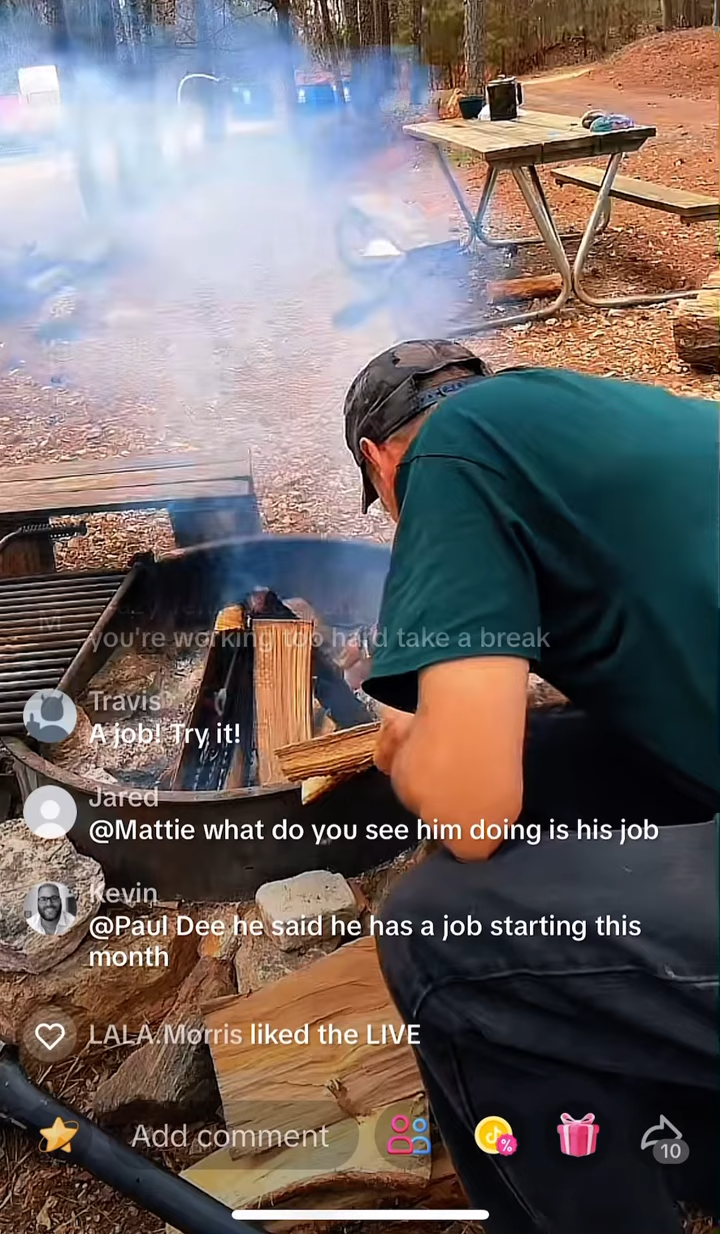 you're working too hard take a break
Travis
A job! Try it!
Jared
@Mattie what do you see him doing is his job
Kevin
@Paul Dee he said he has a job starting this
month
LALA.Morris liked the LIVE
Add comment
10